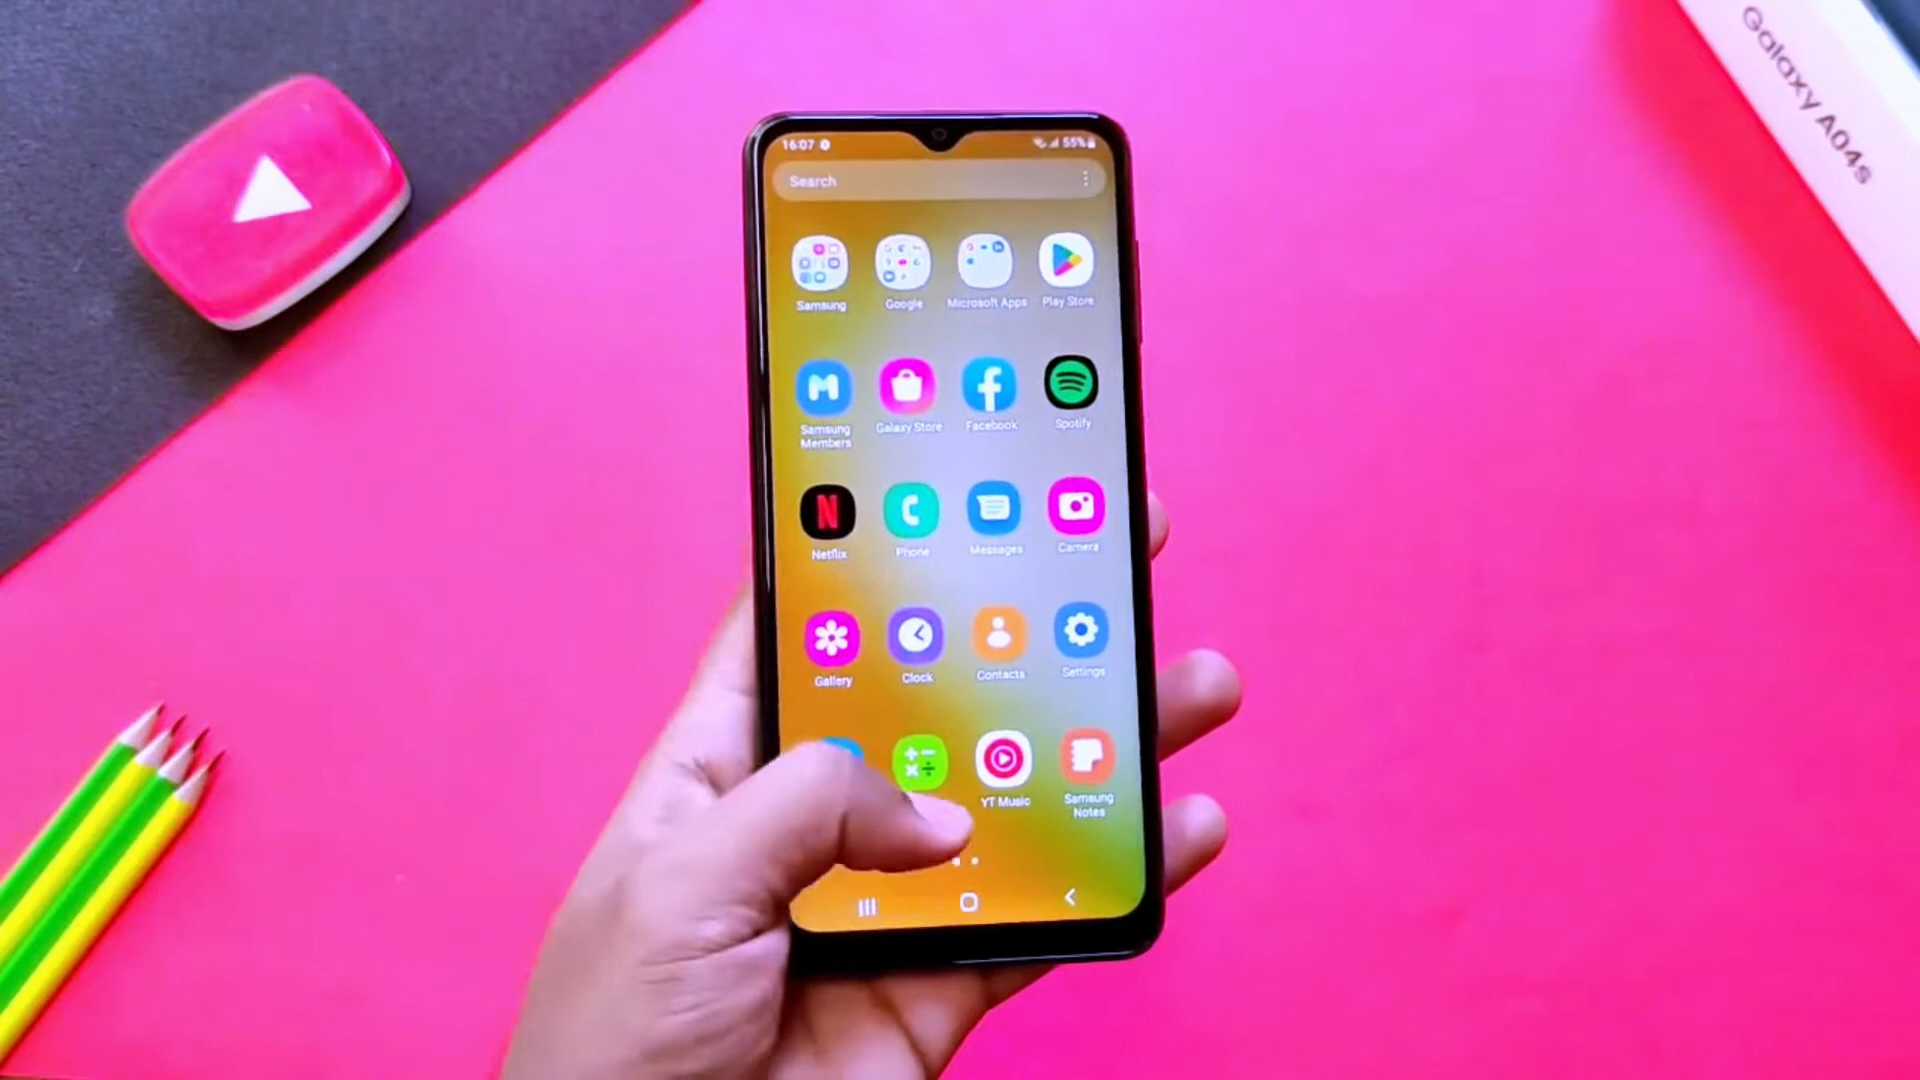 Galaxy A04s
16:07
55%
Search
Samsung
Google
Microsoft Apps
Play Store
Samsung
Members
Galaxy Store
Facebook
Spotify
N
Netflix
Phone
Messages
Camera
Gallery
Clock
Contacts
Settings
YT Music
Samsung
Notes